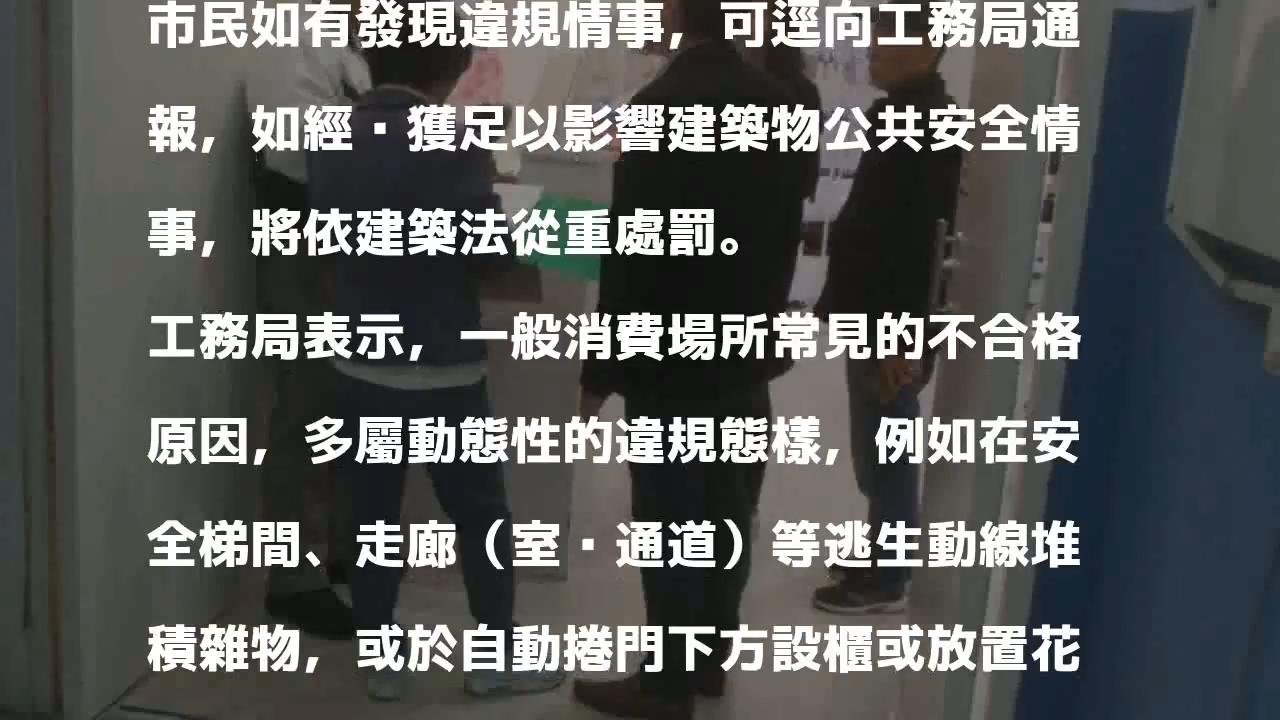 市民如有發現違規情事，可逕向工務局通
報，如經·獲足以影響建築物公共安全情
事，將依建築法從重處罰。
工務局表示，一般消費場所常見的不合格
原因，多屬動態性的違規態樣，例如在安
全梯間、走廊（室·通道）等逃生動線堆
積雜物，或於自動捲門下方設櫃或放置花